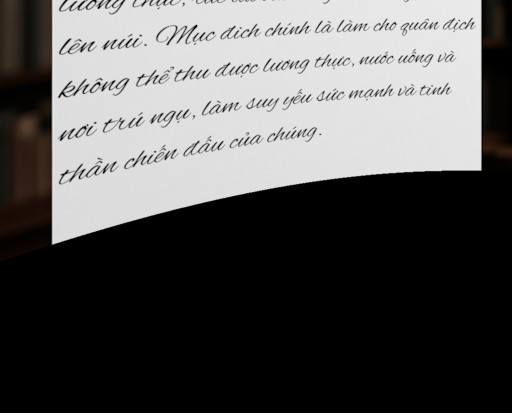 lương thực,
lên núi. Mục đích chính là làm cho quân địch
không thể thu được lương thực, nước uống và
nơi trú ngụ, làm suy yếu sức mạnh và tinh
thần chiến đấu của chúng.